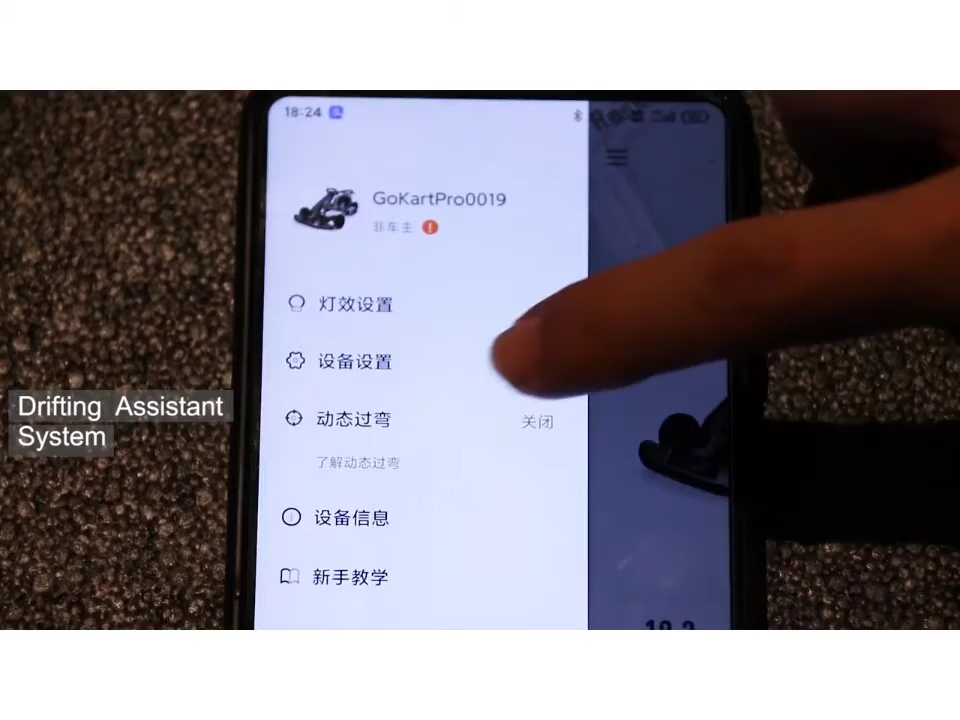 18:24
GoKartPro0019
非车主
灯效设置
设备设置
动态过弯
关闭
了解动态过弯
设备信息
新手教学
Drifting Assistant
System